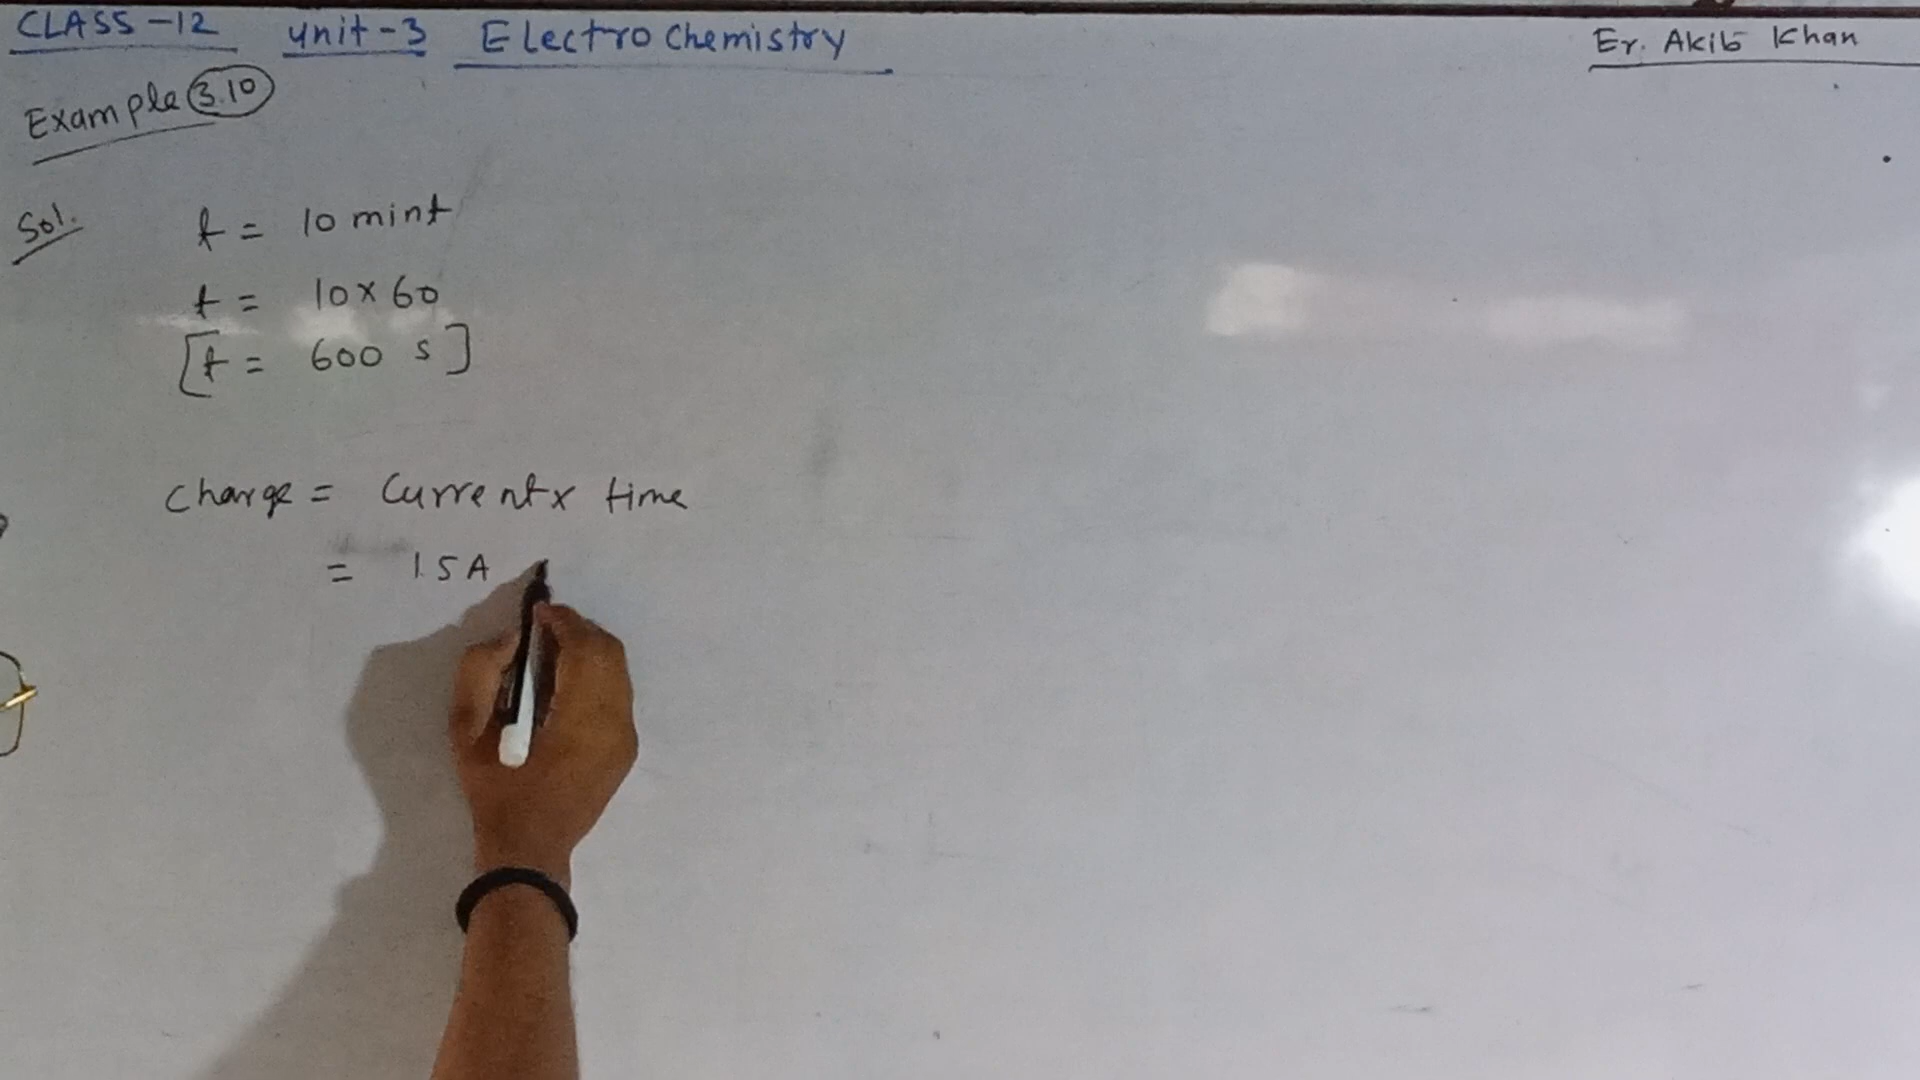 CLASS-12 unit-3 Electro Chemistry Er. Akib Khan
Example 3.10
Sol. t = 10 mint
t = 10x60
[t = 600 s]
charge = Current x time
= 1.5A